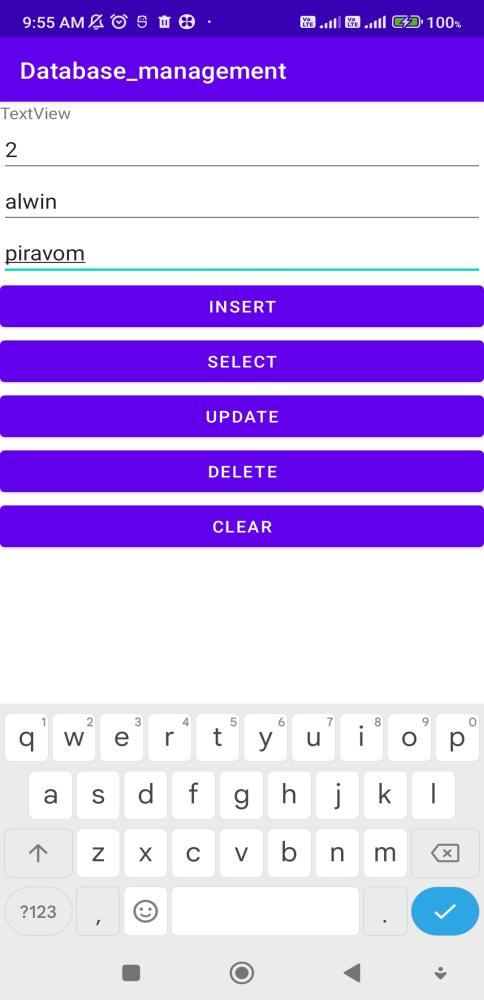 9:55 AM 100%
Database_management
TextView
2
alwin
piravom
INSERT
SELECT
UPDATE
DELETE
CLEAR
1 2 3 4 5 6 7 8 9 0
q w e r t y u i o p
a s d f g h j k l
z x c v b n m
?123 , .